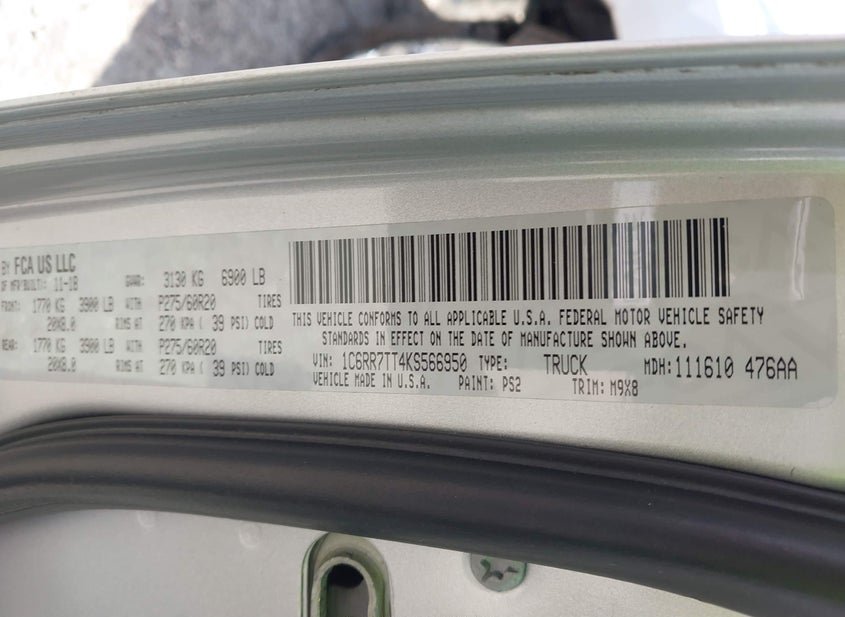 BY FCA US LLC
OF MFR/BUILT: 11-18 GVWR: 3130 KG 6900 LB
FRONT: 1770 KG 3900 LB WITH P275/60R20 TIRES
20X8.0 RIMS AT 270 KPA ( 39 PSI) COLD
REAR: 1770 KG 3900 LB WITH P275/60R20 TIRES
20X8.0 RIMS AT 270 KPA ( 39 PSI) COLD
THIS VEHICLE CONFORMS TO ALL APPLICABLE U.S.A. FEDERAL MOTOR VEHICLE SAFETY
STANDARDS IN EFFECT ON THE DATE OF MANUFACTURE SHOWN ABOVE.
VIN: 1C6RR7TT4KS566950 TYPE: TRUCK MDH: 111610 476AA
VEHICLE MADE IN U.S.A. PAINT: PS2 TRIM: M9X8